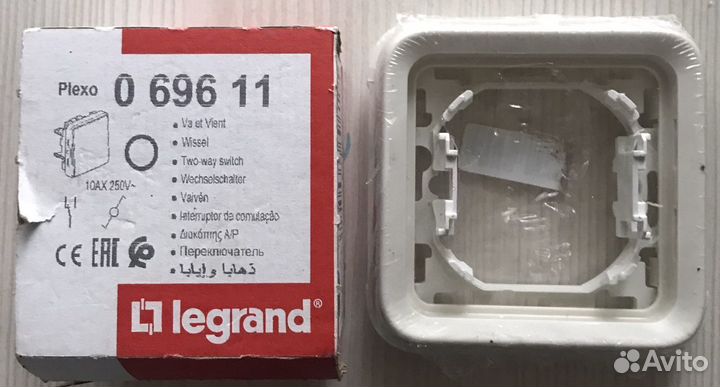 Plexo 0 696 11
Va et Vient
Wissel
Two-way switch
Wechselschalter
Vaivén
Interruptor de comutação
Διακόπτης A/P
Переключатель
ذهابا و إيابا
10AX 250V~
CE EAC
legrand®
Avito